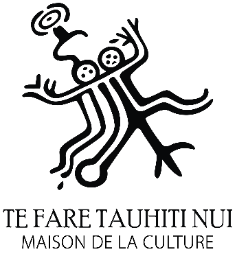 TE FARE TAUHITI NUI
MAISON DE LA CULTURE